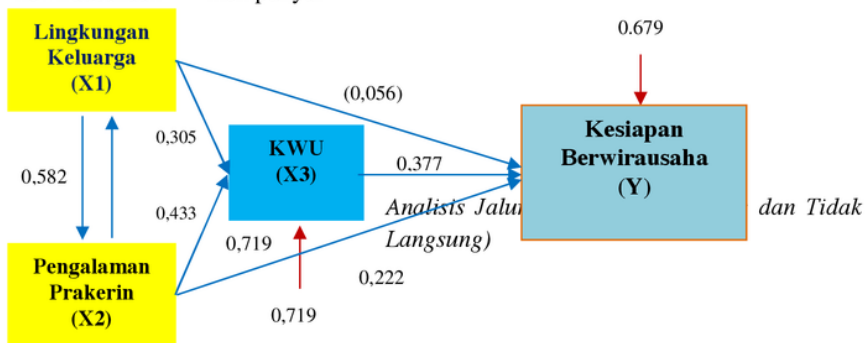 Lingkungan
Keluarga
(X1)
0.679
(0,056)
0,305
KWU
(X3)
Kesiapan
Berwirausaha
(Y)
0,377
0,582
0,433
Analisis Jalur dan Tidak
Langsung)
0,719
0,222
Pengalaman
Prakerin
(X2)
0,719